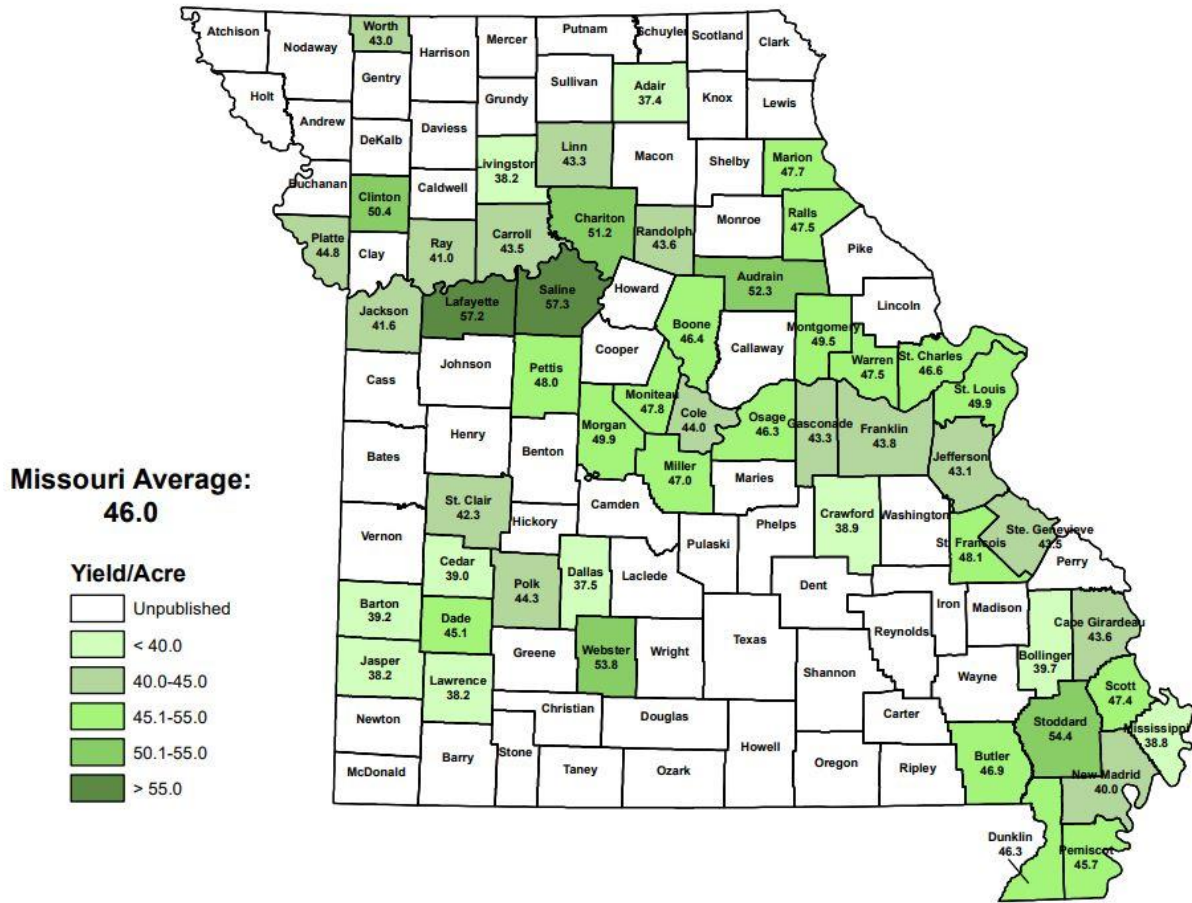 Atchison
Nodaway
Worth
43.0
Harrison
Mercer
Putnam
Schuyler
Scotland
Clark
Holt
Gentry
Sullivan
Adair
37.4
Knox
Lewis
Andrew
DeKalb
Daviess
Grundy
Livingston
38.2
Linn
43.3
Macon
Shelby
Marion
47.7
Buchanan
Clinton
50.4
Caldwell
Chariton
51.2
Randolph
43.6
Monroe
Ralls
47.5
Pike
Platte
44.8
Clay
Ray
41.0
Carroll
43.5
Audrain
52.3
Jackson
41.6
Lafayette
57.2
Saline
57.3
Howard
Boone
46.4
Callaway
Montgomery
49.5
Lincoln
Cass
Johnson
Pettis
48.0
Cooper
Moniteau
47.8
Cole
44.0
Osage
46.3
Gasconade
43.3
Warren
47.5
St. Charles
46.6
St. Louis
49.9
Franklin
43.8
Jefferson
43.1
Bates
Henry
Benton
Morgan
49.9
Miller
47.0
Maries
Missouri Average:
46.0
Vernon
St. Clair
42.3
Hickory
Camden
Pulaski
Phelps
Crawford
38.9
Washington
St. Francois
48.1
Ste. Genevieve
43.5
Perry
Yield/Acre
Unpublished
< 40.0
40.0-45.0
45.1-55.0
50.1-55.0
> 55.0
Cedar
39.0
Polk
44.3
Dallas
37.5
Laclede
Dent
Iron
Madison
Barton
39.2
Dade
45.1
Greene
Webster
53.8
Wright
Texas
Shannon
Reynolds
Wayne
Bollinger
39.7
Cape Girardeau
43.6
Jasper
38.2
Lawrence
38.2
Christian
Douglas
Howell
Carter
Stoddard
54.4
Scott
47.4
Mississippi
38.8
Newton
McDonald
Barry
Stone
Taney
Ozark
Oregon
Ripley
Butler
46.9
New Madrid
40.0
Dunklin
46.3
Pemiscot
45.7